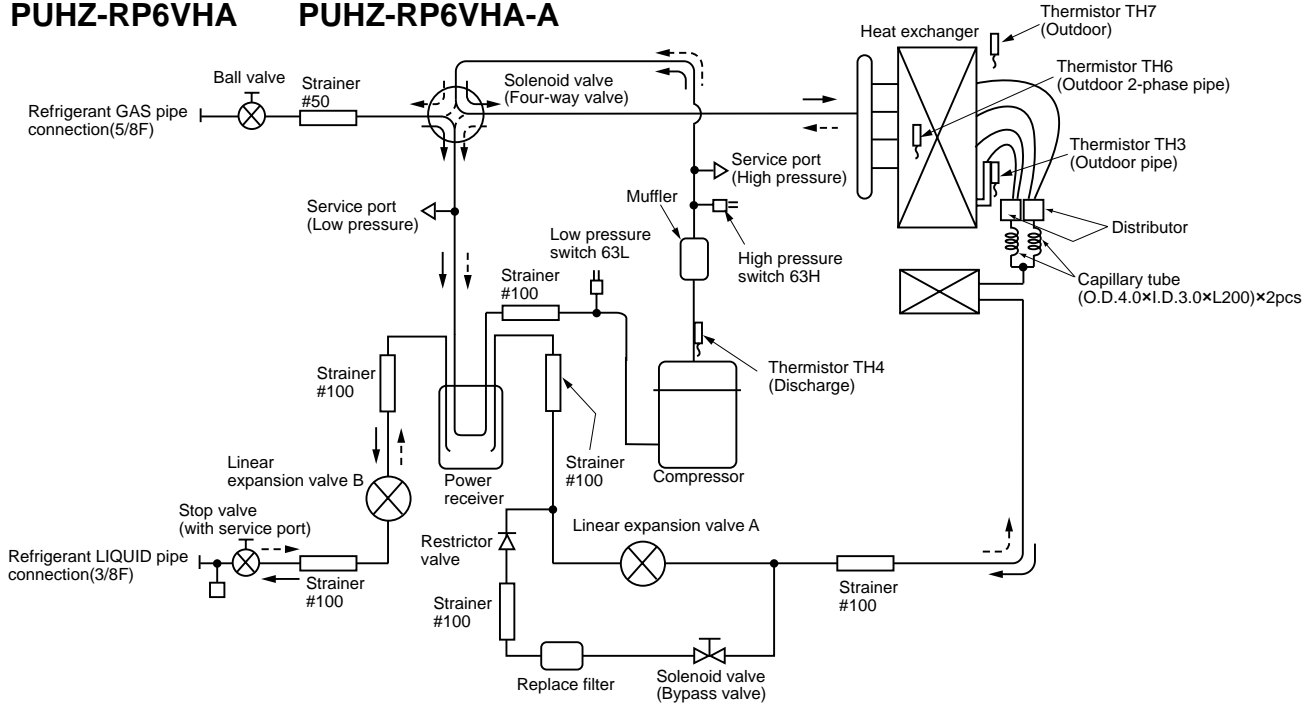 PUHZ-RP6VHA PUHZ-RP6VHA-A
Thermistor TH7
(Outdoor)
Heat exchanger
Thermistor TH6
(Outdoor 2-phase pipe)
Ball valve
Strainer
#50
Solenoid valve
(Four-way valve)
Refrigerant GAS pipe
connection(5/8F)
Thermistor TH3
(Outdoor pipe)
Service port
(High pressure)
Muffler
Service port
(Low pressure)
Distributor
Low pressure
switch 63L
High pressure
switch 63H
Strainer
#100
Capillary tube
(O.D.4.0×I.D.3.0×L200)×2pcs
Strainer
#100
Thermistor TH4
(Discharge)
Linear
expansion valve B
Power
receiver
Strainer
#100
Compressor
Stop valve
(with service port)
Linear expansion valve A
Restrictor
valve
Refrigerant LIQUID pipe
connection(3/8F)
Strainer
#100
Strainer
#100
Strainer
#100
Replace filter
Solenoid valve
(Bypass valve)